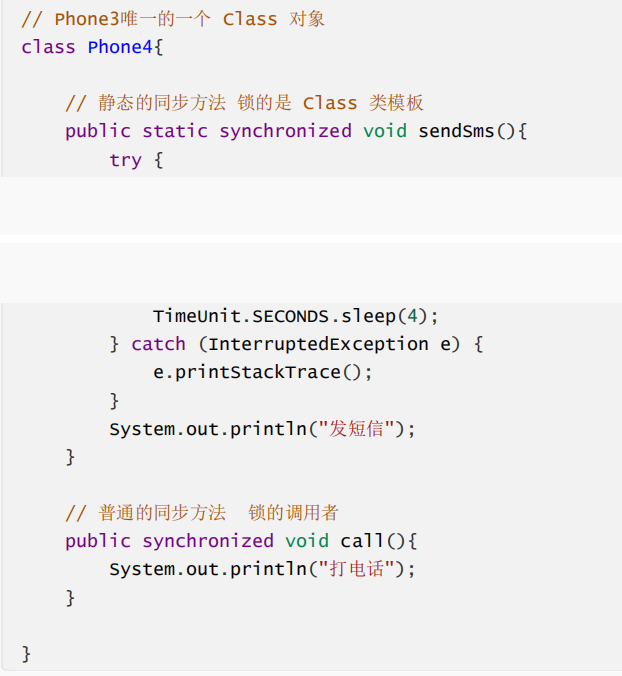 // Phone3唯一的一个 Class 对象
class Phone4{
// 静态的同步方法 锁的是 Class 类模板
public static synchronized void sendSms(){
try {
TimeUnit.SECONDS.sleep(4);
} catch (InterruptedException e) {
e.printStackTrace();
}
System.out.println("发短信");
}
// 普通的同步方法  锁的调用者
public synchronized void call(){
System.out.println("打电话");
}
}